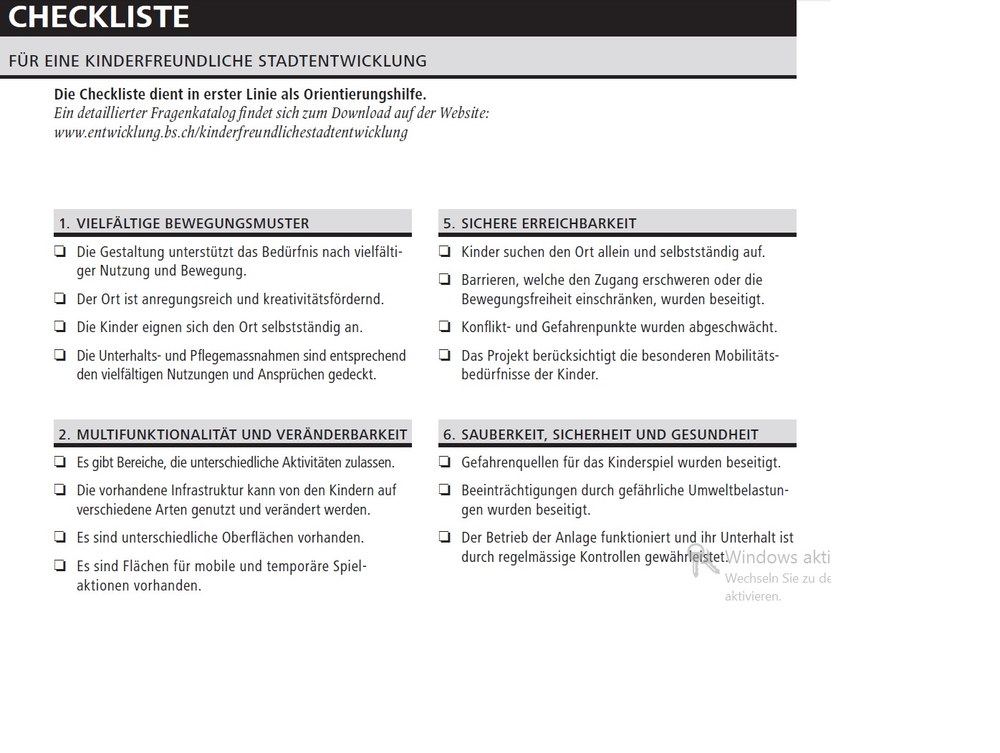 CHECKLISTE
FÜR EINE KINDERFREUNDLICHE STADTENTWICKLUNG
Die Checkliste dient in erster Linie als Orientierungshilfe.
Ein detaillierter Fragenkatalog findet sich zum Download auf der Website:
www.entwicklung.bs.ch/kinderfreundlichestadtentwicklung
1. VIELFÄLTIGE BEWEGUNGSMUSTER
❏ Die Gestaltung unterstützt das Bedürfnis nach vielfälti-
ger Nutzung und Bewegung.
❏ Der Ort ist anregungsreich und kreativitätsfördernd.
❏ Die Kinder eignen sich den Ort selbstständig an.
❏ Die Unterhalts- und Pflegemassnahmen sind entsprechend
den vielfältigen Nutzungen und Ansprüchen gedeckt.
2. MULTIFUNKTIONALITÄT UND VERÄNDERBARKEIT
❏ Es gibt Bereiche, die unterschiedliche Aktivitäten zulassen.
❏ Die vorhandene Infrastruktur kann von den Kindern auf
verschiedene Arten genutzt und verändert werden.
❏ Es sind unterschiedliche Oberflächen vorhanden.
❏ Es sind Flächen für mobile und temporäre Spiel-
aktionen vorhanden.
5. SICHERE ERREICHBARKEIT
❏ Kinder suchen den Ort allein und selbstständig auf.
❏ Barrieren, welche den Zugang erschweren oder die
Bewegungsfreiheit einschränken, wurden beseitigt.
❏ Konflikt- und Gefahrenpunkte wurden abgeschwächt.
❏ Das Projekt berücksichtigt die besonderen Mobilitäts-
bedürfnisse der Kinder.
6. SAUBERKEIT, SICHERHEIT UND GESUNDHEIT
❏ Gefahrenquellen für das Kinderspiel wurden beseitigt.
❏ Beeinträchtigungen durch gefährliche Umweltbelastun-
gen wurden beseitigt.
❏ Der Betrieb der Anlage funktioniert und ihr Unterhalt ist
durch regelmässige Kontrollen gewährleistet.
Windows akti
Wechseln Sie zu de
aktivieren.